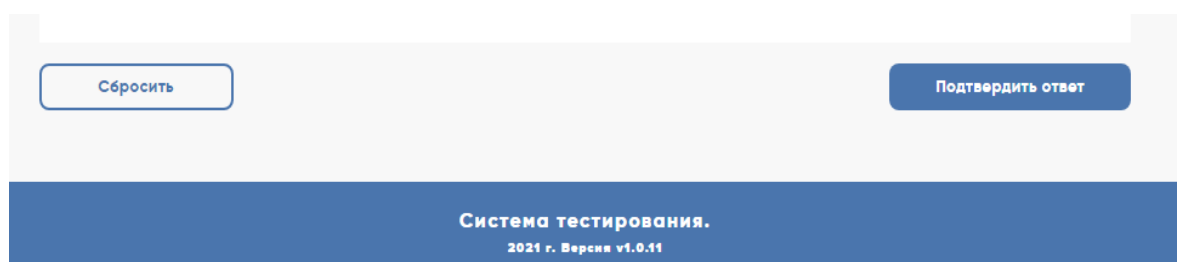 Сбросить
Подтвердить ответ
Система тестирования.
2021 г. Версия v1.0.11